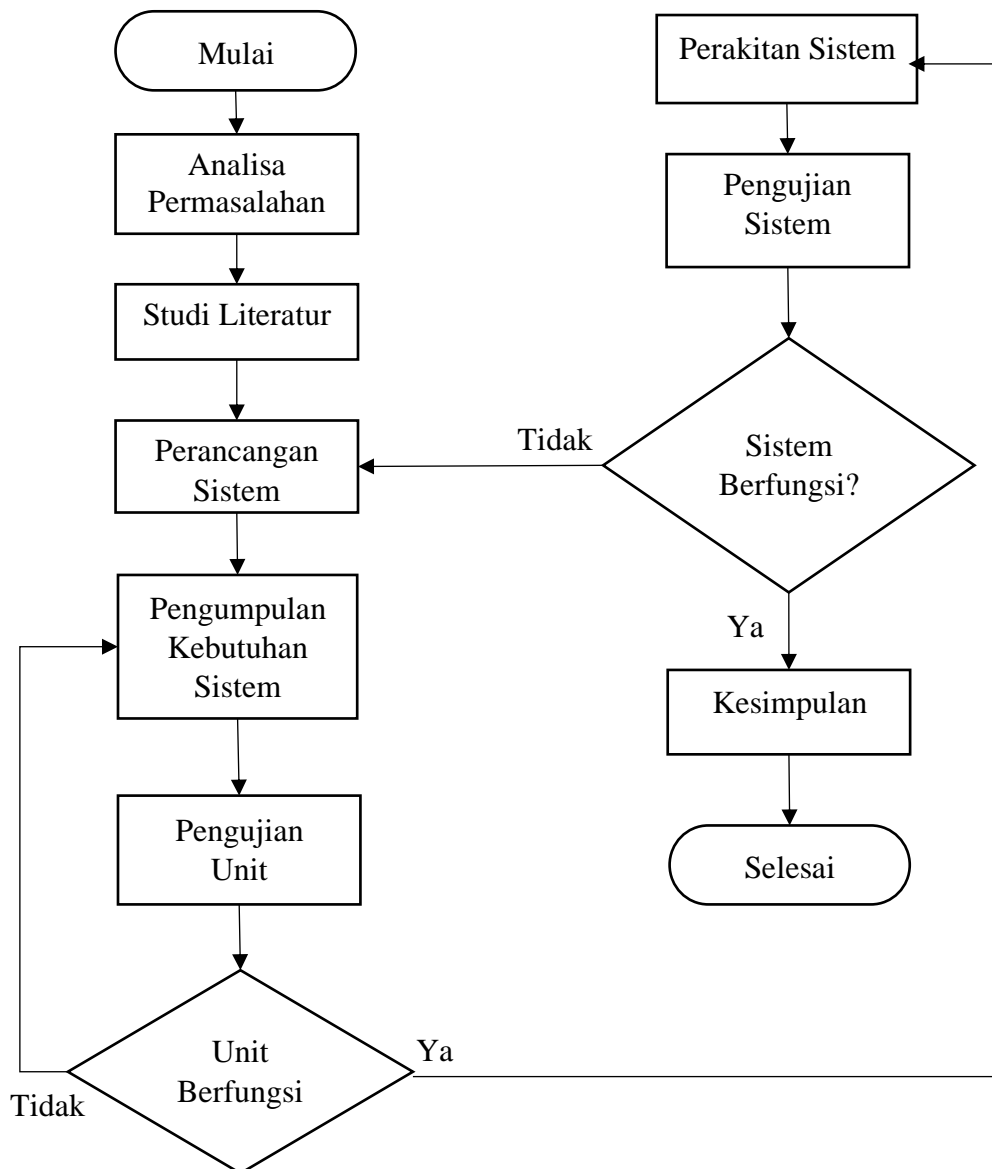 Mulai
Analisa
Permasalahan
Studi Literatur
Perancangan
Sistem
Pengumpulan
Kebutuhan
Sistem
Pengujian
Unit
Unit
Berfungsi
Tidak
Ya
Perakitan Sistem
Pengujian
Sistem
Sistem
Berfungsi?
Tidak
Ya
Kesimpulan
Selesai